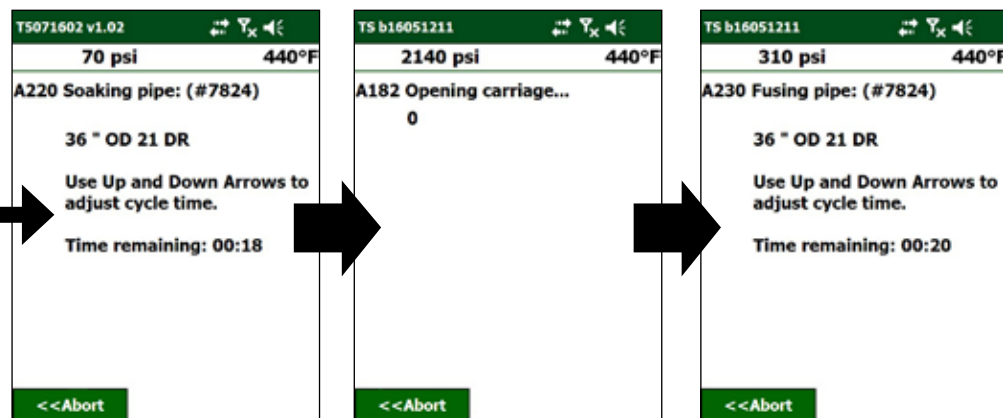 TS071602 v1.02
70 psi 440°F
A220 Soaking pipe: (#7824)
36 " OD 21 DR
Use Up and Down Arrows to
adjust cycle time.
Time remaining: 00:18
<<Abort
TS b16051211
2140 psi 440°F
A182 Opening carriage...
0
<<Abort
TS b16051211
310 psi 440°F
A230 Fusing pipe: (#7824)
36 " OD 21 DR
Use Up and Down Arrows to
adjust cycle time.
Time remaining: 00:20
<<Abort